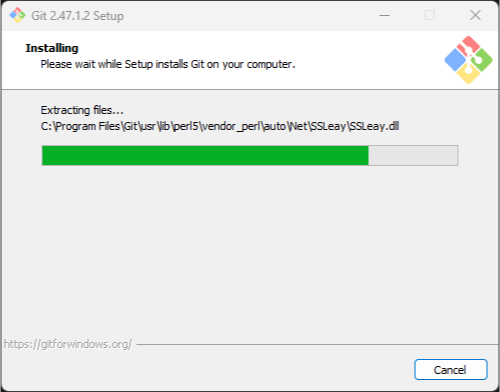 Git 2.47.1.2 Setup
Installing
Please wait while Setup installs Git on your computer.
Extracting files...
C:\Program Files\Git\usr\lib\perl5\vendor_perl\auto\Net\SSLeay\SSLeay.dll
https://gitforwindows.org/
Cancel